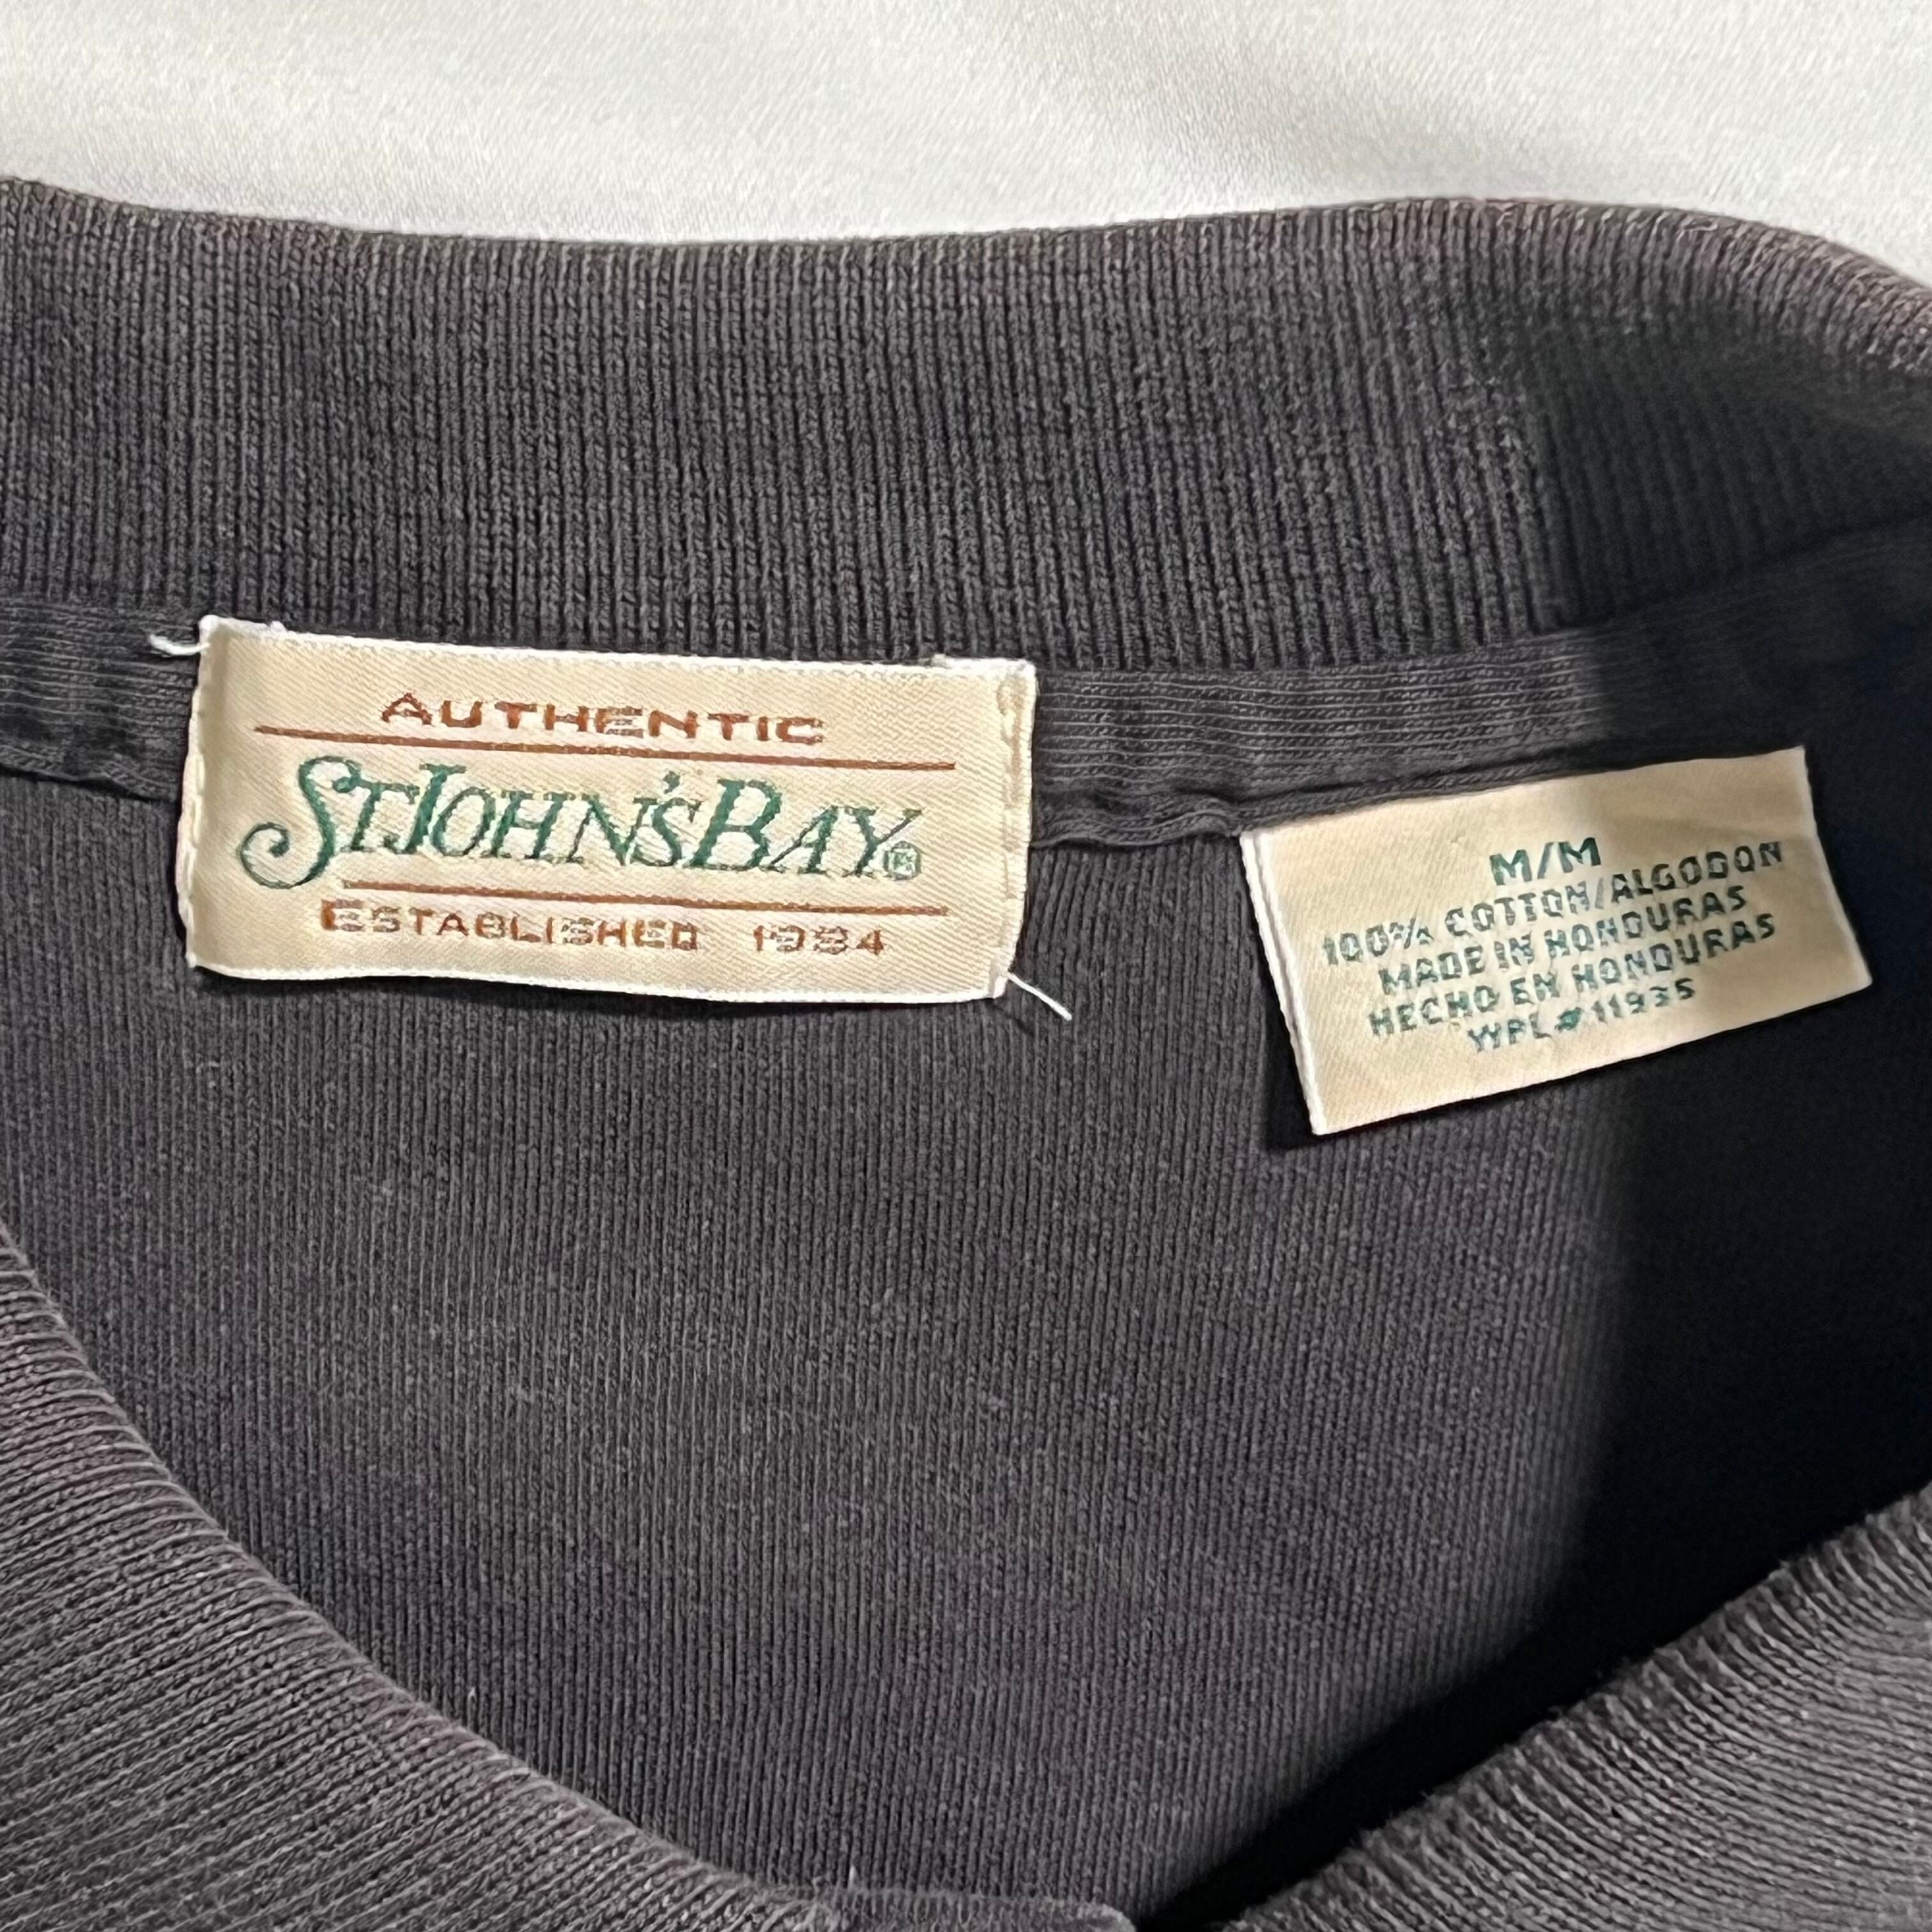 AUTHENTIC
ST JOHN'S BAY®
ESTABLISHED 1984
M/M
100% COTTON/ALGODON
MADE IN HONDURAS
HECHO EN HONDURAS
WPL#11935